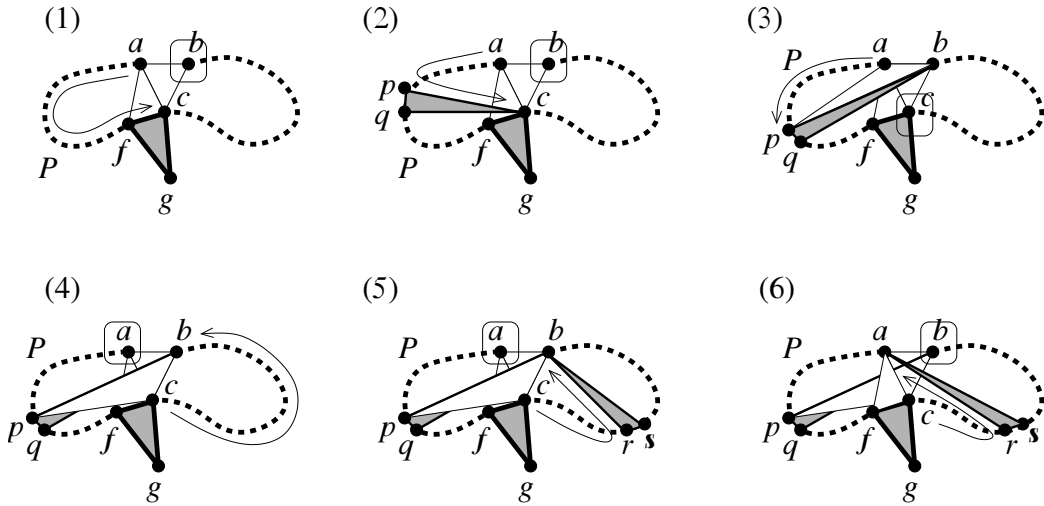 (1) (2) (3)
a b a b a b
P
p c c c
q
p q
P f P f f
g g g
(4) (5) (6)
a b a b a b
P P P
c c c
p q f p q f r s p q f r s
g g g